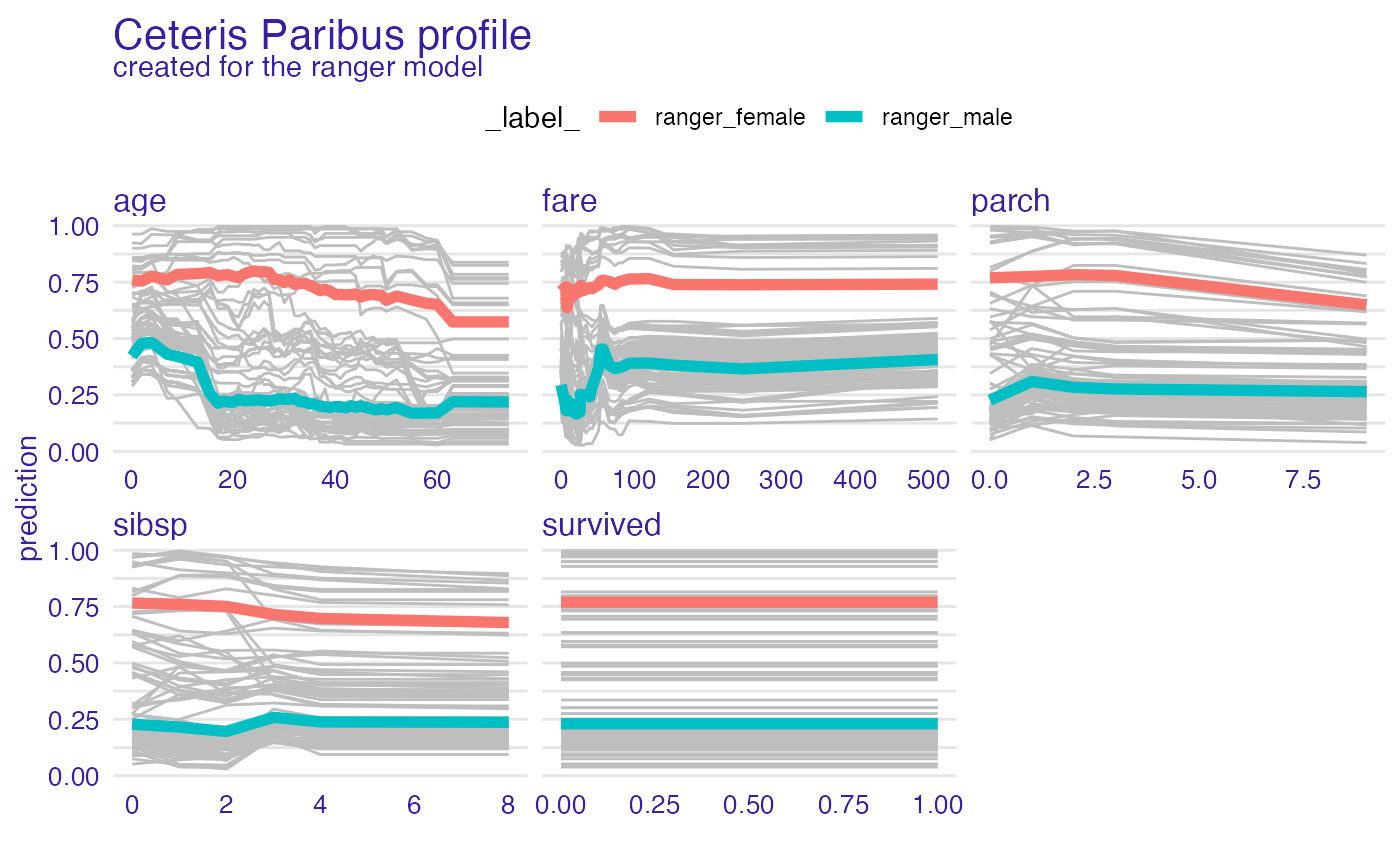 Ceteris Paribus profile
created for the ranger model
_label_ ranger_female ranger_male
age fare parch
1.00
0.75
0.50
0.25
0.00
0 20 40 60 0 100 200 300 400 500 0.0 2.5 5.0 7.5
prediction
sibsp survived
1.00
0.75
0.50
0.25
0.00
0 2 4 6 8 0.00 0.25 0.50 0.75 1.00